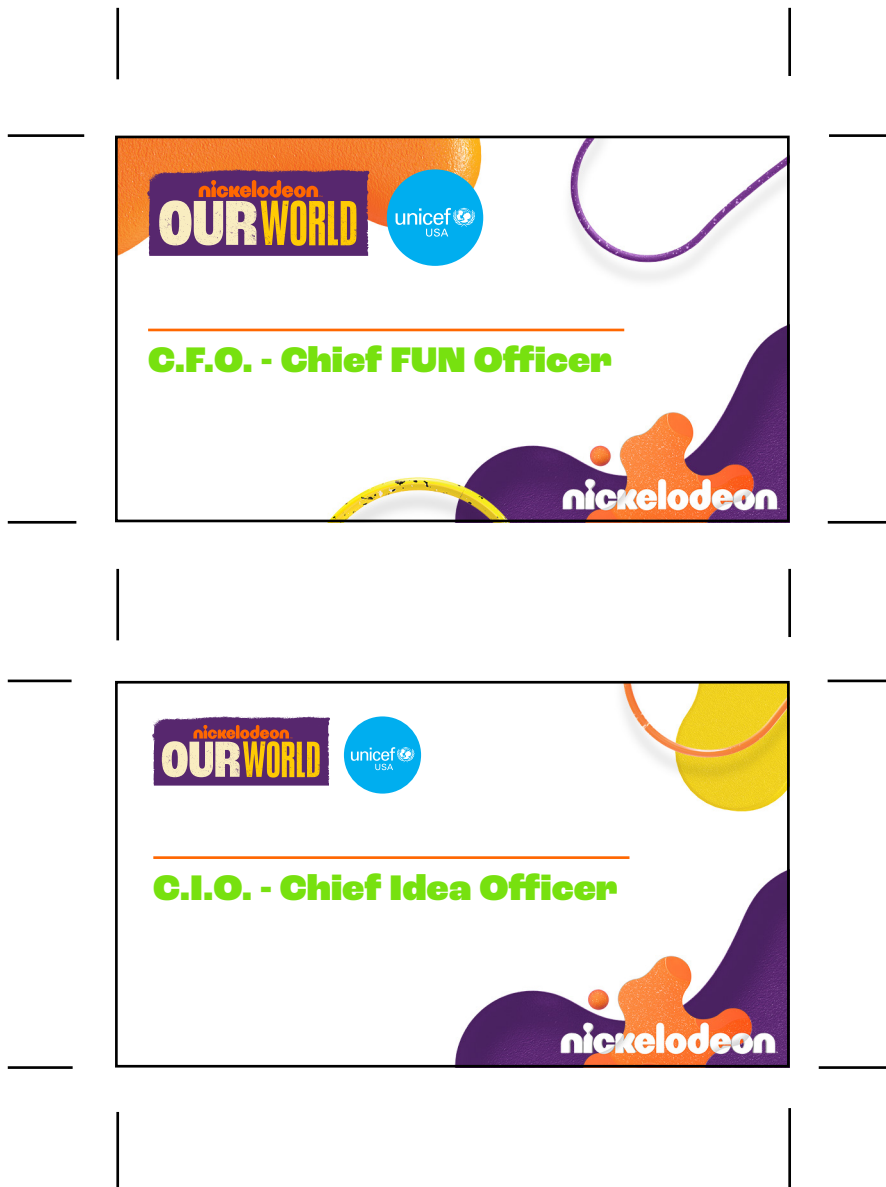 nickelodeon
OUR WORLD
unicef
USA
C.F.O. - Chief FUN Officer
nickelodeon
nickelodeon
OUR WORLD
unicef
USA
C.I.O. - Chief Idea Officer
nickelodeon